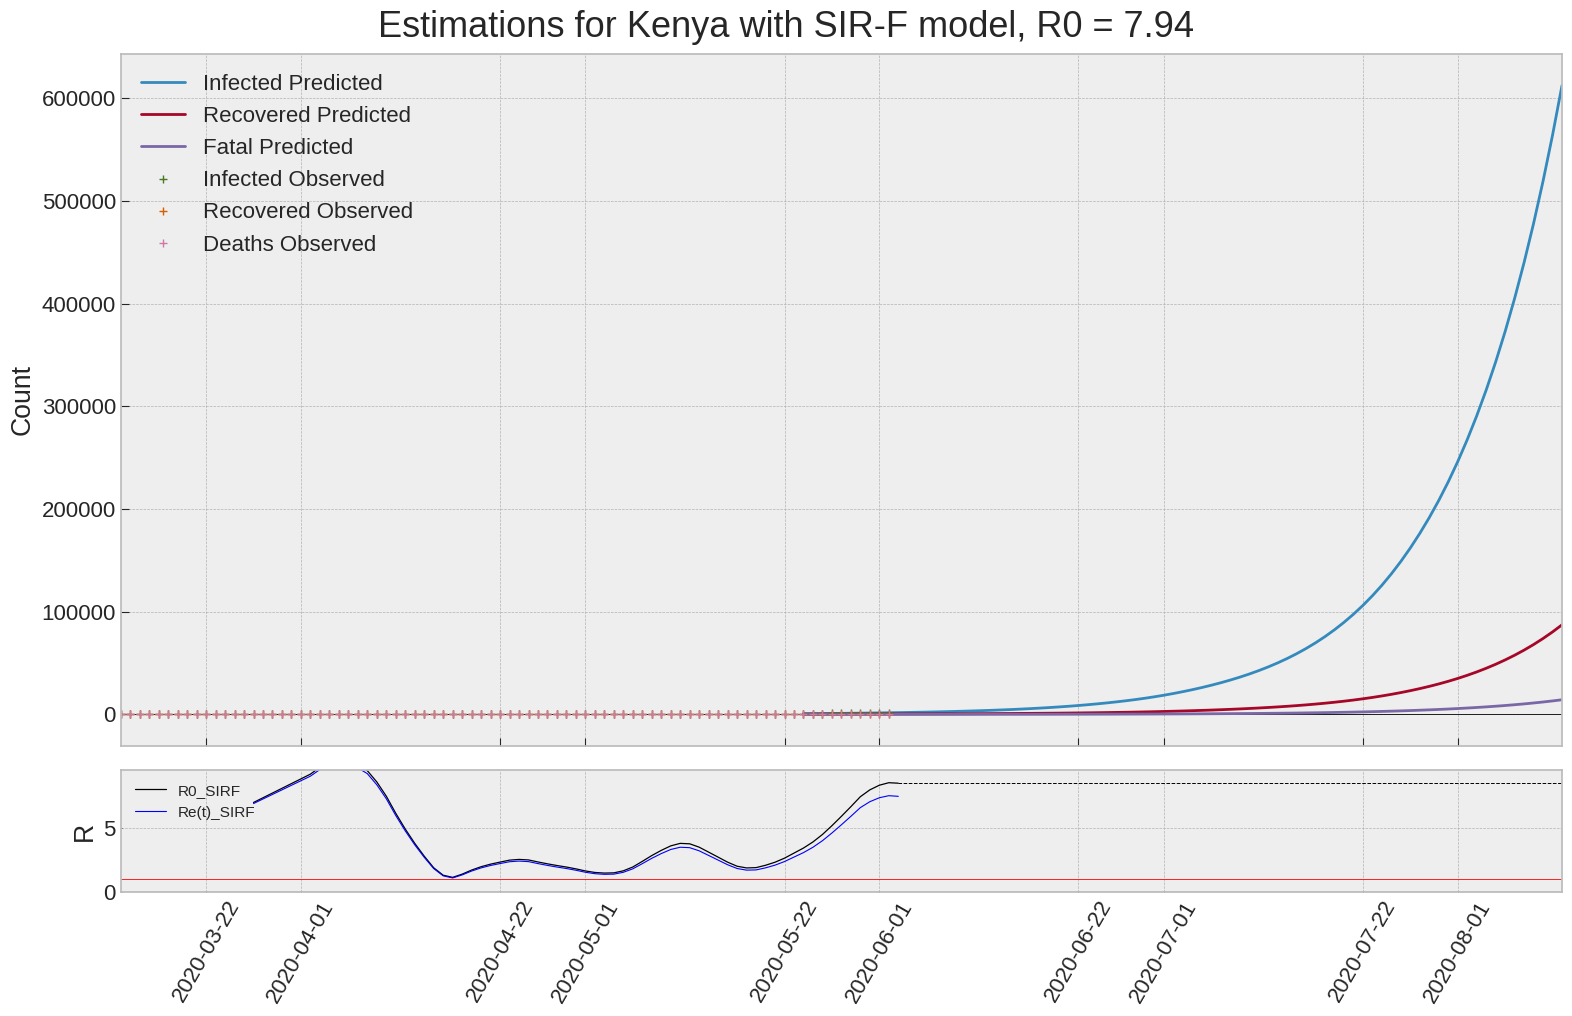 Estimations for Kenya with SIR-F model, R0 = 7.94
Infected Predicted
Recovered Predicted
Fatal Predicted
Infected Observed
Recovered Observed
Deaths Observed
600000
500000
400000
300000
200000
100000
0
Count
R0_SIRF
Re(t)_SIRF
5
0
R
2020-03-22
2020-04-01
2020-04-22
2020-05-01
2020-05-22
2020-06-01
2020-06-22
2020-07-01
2020-07-22
2020-08-01